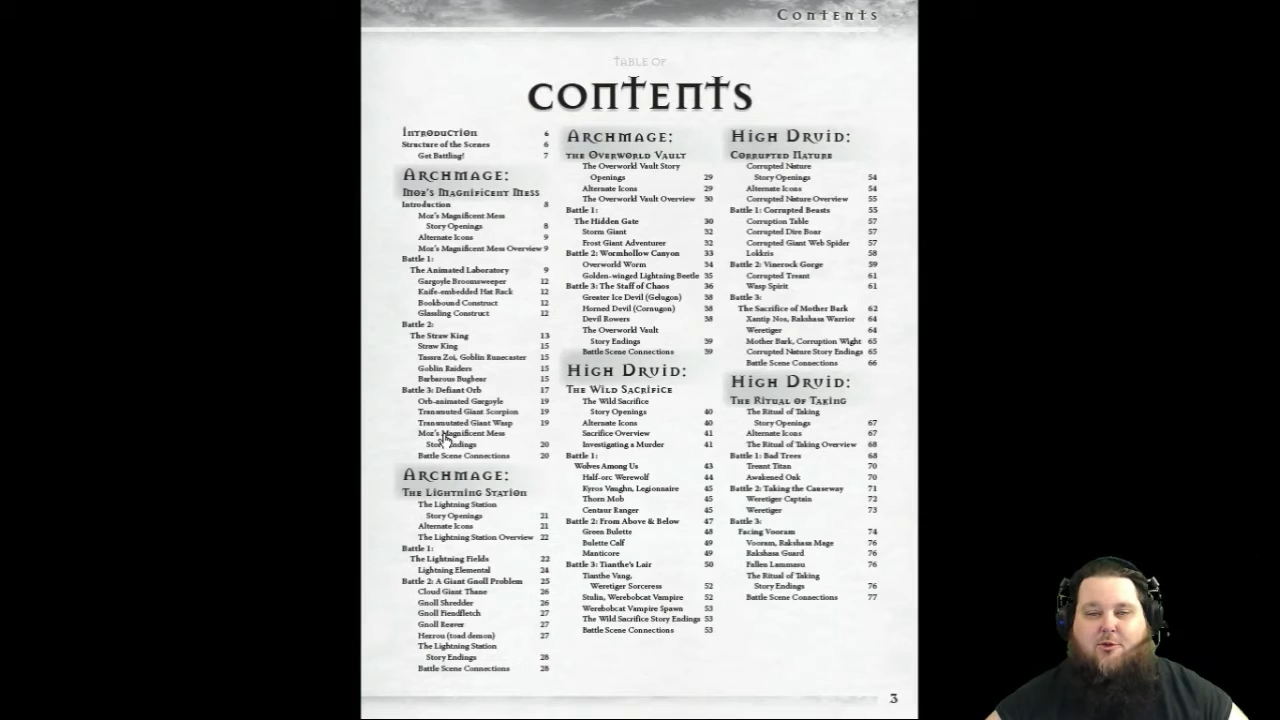 Contents
TABLE OF
CONTENTS
Introduction 6
Structure of the Scenes 6
Get Battling! 7
Archmage:
Moz's Magnificent Mess
Introduction 8
Moz's Magnificent Mess
Story Openings 8
Alternate Icons 9
Moz's Magnificent Mess Overview 9
Battle 1:
The Animated Laboratory 9
Gargoyle Broomsweeper 12
Knife-embedded Hat Rack 12
Bookbound Construct 12
Glassling Construct 12
Battle 2:
The Straw King 13
Straw King 15
Tassra Zoi, Goblin Runecaster 15
Goblin Raiders 15
Barbarous Bugbear 15
Battle 3: Defiant Orb 17
Orb-animated Gargoyle 19
Transmuted Giant Scorpion 19
Transmutated Giant Wasp 19
Moz's Magnificent Mess
Story Endings 20
Battle Scene Connections 20
Archmage:
The Lightning Station
The Lightning Station
Story Openings 21
Alternate Icons 21
The Lightning Station Overview 22
Battle 1:
The Lightning Fields 22
Lightning Elemental 24
Battle 2: A Giant Gnoll Problem 25
Cloud Giant Thane 26
Gnoll Shredder 26
Gnoll Fiendfletch 27
Gnoll Reaver 27
Hezrou (toad demon) 27
The Lightning Station
Story Endings 28
Battle Scene Connections 28
Archmage:
the Overworld Vault
The Overworld Vault Story
Openings 29
Alternate Icons 29
The Overworld Vault Overview 30
Battle 1:
The Hidden Gate 30
Storm Giant 32
Frost Giant Adventurer 32
Battle 2: Wormhollow Canyon 33
Overworld Worm 34
Golden-winged Lightning Beetle 35
Battle 3: The Staff of Chaos 36
Greater Ice Devil (Gelugon) 38
Horned Devil (Cornugon) 38
Devil Rowers 38
The Overworld Vault
Story Endings 39
Battle Scene Connections 39
High Druid:
The Wild Sacrifice
The Wild Sacrifice
Story Openings 40
Alternate Icons 40
Sacrifice Overview 41
Investigating a Murder 41
Battle 1:
Wolves Among Us 43
Half-orc Werewolf 44
Kyros Vaughn, Legionnaire 45
Thorn Mob 45
Centaur Ranger 45
Battle 2: From Above & Below 47
Green Bulette 48
Bulette Calf 49
Manticore 49
Battle 3: Tianthe's Lair 50
Tianthe Vang,
Weretiger Sorceress 52
Stulin, Werebobcat Vampire 52
Werebobcat Vampire Spawn 53
The Wild Sacrifice Story Endings 53
Battle Scene Connections 53
High Druid:
Corrupted Nature
Corrupted Nature
Story Openings 54
Alternate Icons 54
Corrupted Nature Overview 55
Battle 1: Corrupted Beasts 55
Corruption Table 57
Corrupted Dire Boar 57
Corrupted Giant Web Spider 57
Lokkris 58
Battle 2: Vinerock Gorge 59
Corrupted Treant 61
Wasp Spirit 61
Battle 3:
The Sacrifice of Mother Bark 62
Xantip Nos, Rakshasa Warrior 64
Weretiger 64
Mother Bark, Corruption Wight 65
Corrupted Nature Story Endings 65
Battle Scene Connections 66
High Druid:
The Ritual of Taking
The Ritual of Taking
Story Openings 67
Alternate Icons 67
The Ritual of Taking Overview 68
Battle 1: Bad Trees 68
Treant Titan 70
Awakened Oak 70
Battle 2: Taking the Causeway 71
Weretiger Captain 72
Weretiger 73
Battle 3:
Facing Vooram 74
Vooram, Rakshasa Mage 76
Rakshasa Guard 76
Fallen Lammasu 76
The Ritual of Taking
Story Endings 76
Battle Scene Connections 77
3